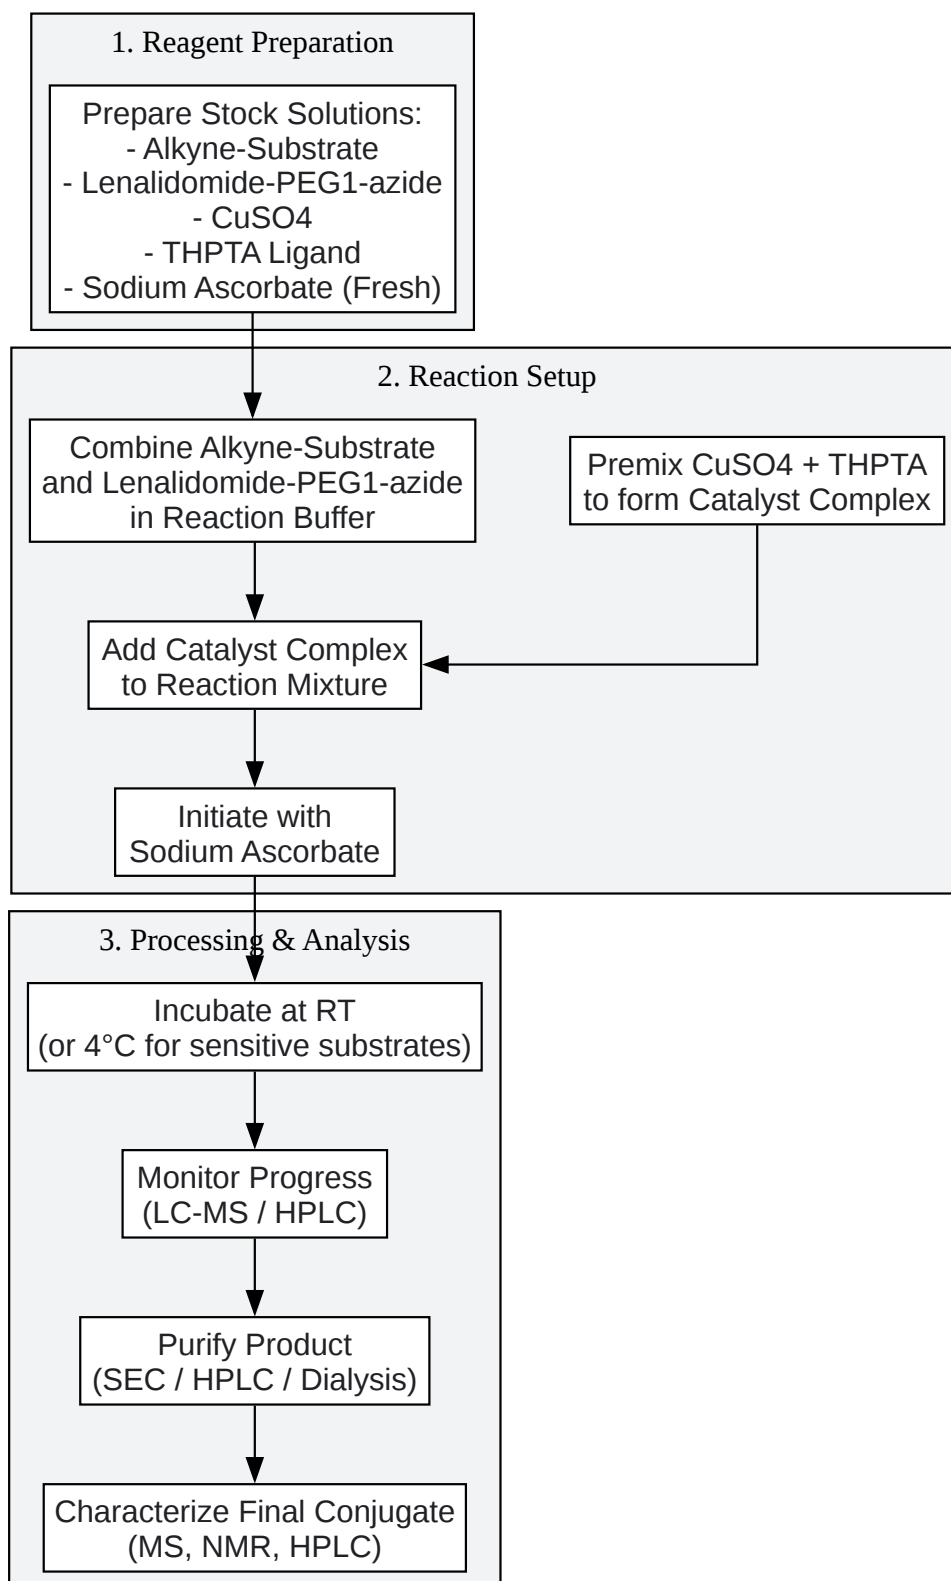 1. Reagent Preparation
Prepare Stock Solutions:
- Alkyne-Substrate
- Lenalidomide-PEG1-azide
- CuSO4
- THPTA Ligand
- Sodium Ascorbate (Fresh)
2. Reaction Setup
Combine Alkyne-Substrate
and Lenalidomide-PEG1-azide
in Reaction Buffer
Premix CuSO4 + THPTA
to form Catalyst Complex
Add Catalyst Complex
to Reaction Mixture
Initiate with
Sodium Ascorbate
3. Processing & Analysis
Incubate at RT
(or 4°C for sensitive substrates)
Monitor Progress
(LC-MS / HPLC)
Purify Product
(SEC / HPLC / Dialysis)
Characterize Final Conjugate
(MS, NMR, HPLC)